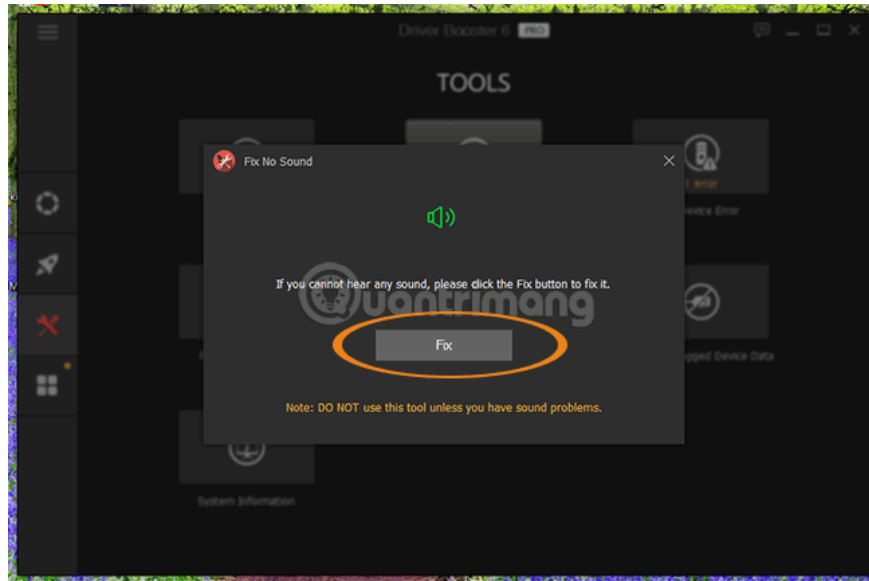 Driver Booster 6 PRO
TOOLS
Fix No Sound
error
Device Error
If you cannot hear any sound, please click the Fix button to fix it.
Quantrimang
Fix
gged Device Data
Note: DO NOT use this tool unless you have sound problems.
System Information